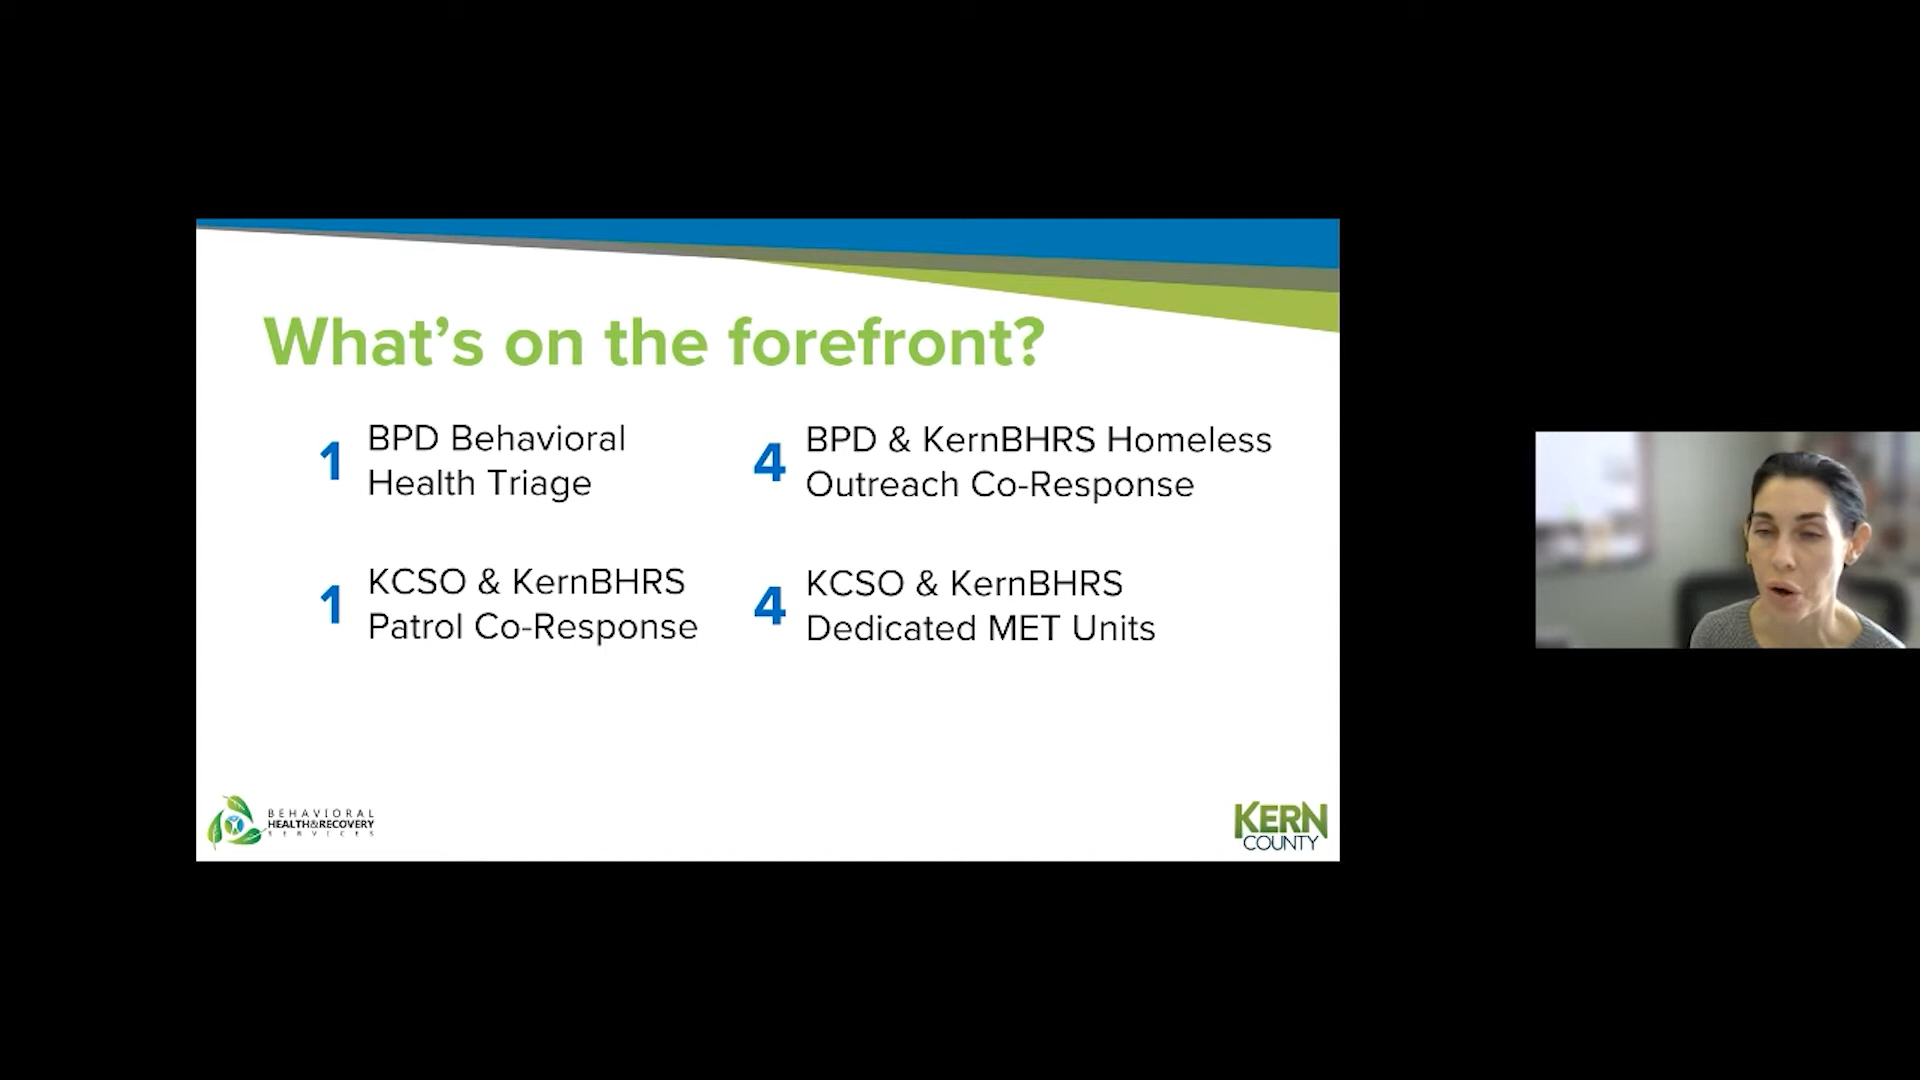 What's on the forefront?
1 BPD Behavioral
Health Triage
4 BPD & KernBHRS Homeless
Outreach Co-Response
1 KCSO & KernBHRS
Patrol Co-Response
4 KCSO & KernBHRS
Dedicated MET Units
BEHAVIORAL
HEALTH&RECOVERY
SERVICES
KERN
COUNTY